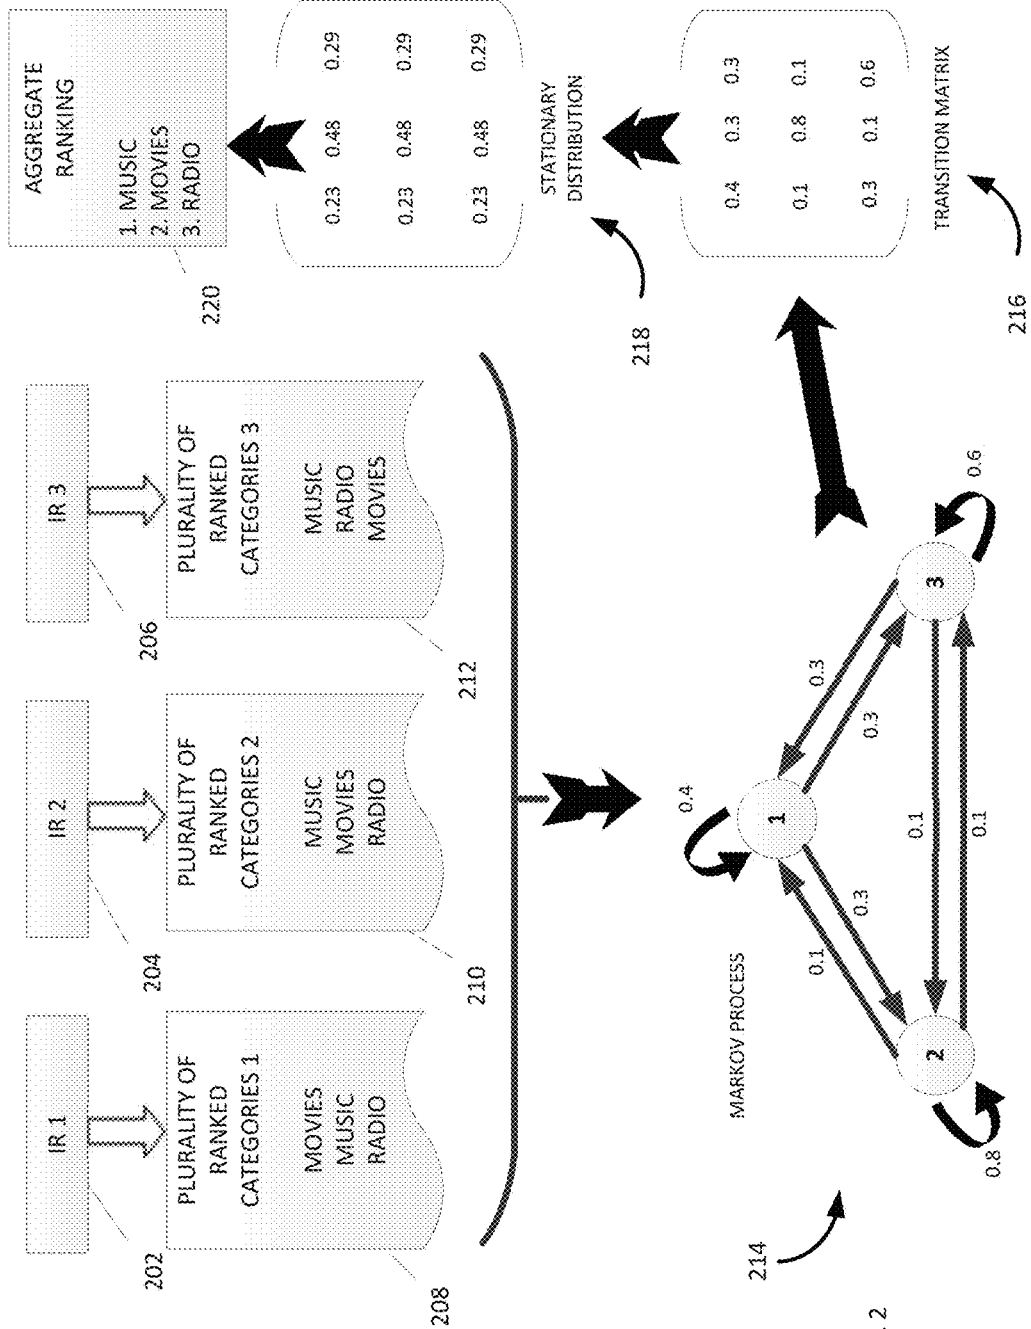 IR 1
IR 2
IR 3
202
204
206
PLURALITY OF
RANKED
CATEGORIES 1
MOVIES
MUSIC
RADIO
PLURALITY OF
RANKED
CATEGORIES 2
MUSIC
MOVIES
RADIO
PLURALITY OF
RANKED
CATEGORIES 3
MUSIC
RADIO
MOVIES
208
210
212
AGGREGATE
RANKING
1. MUSIC
2. MOVIES
3. RADIO
220
0.23 0.48 0.29
0.23 0.48 0.29
0.23 0.48 0.29
STATIONARY
DISTRIBUTION
218
0.4 0.3 0.3
0.1 0.8 0.1
0.3 0.1 0.6
TRANSITION MATRIX
216
MARKOV PROCESS
214
0.4
1
0.1
0.3
0.3
0.3
2
0.1
0.1
3
0.8
0.6
. 2